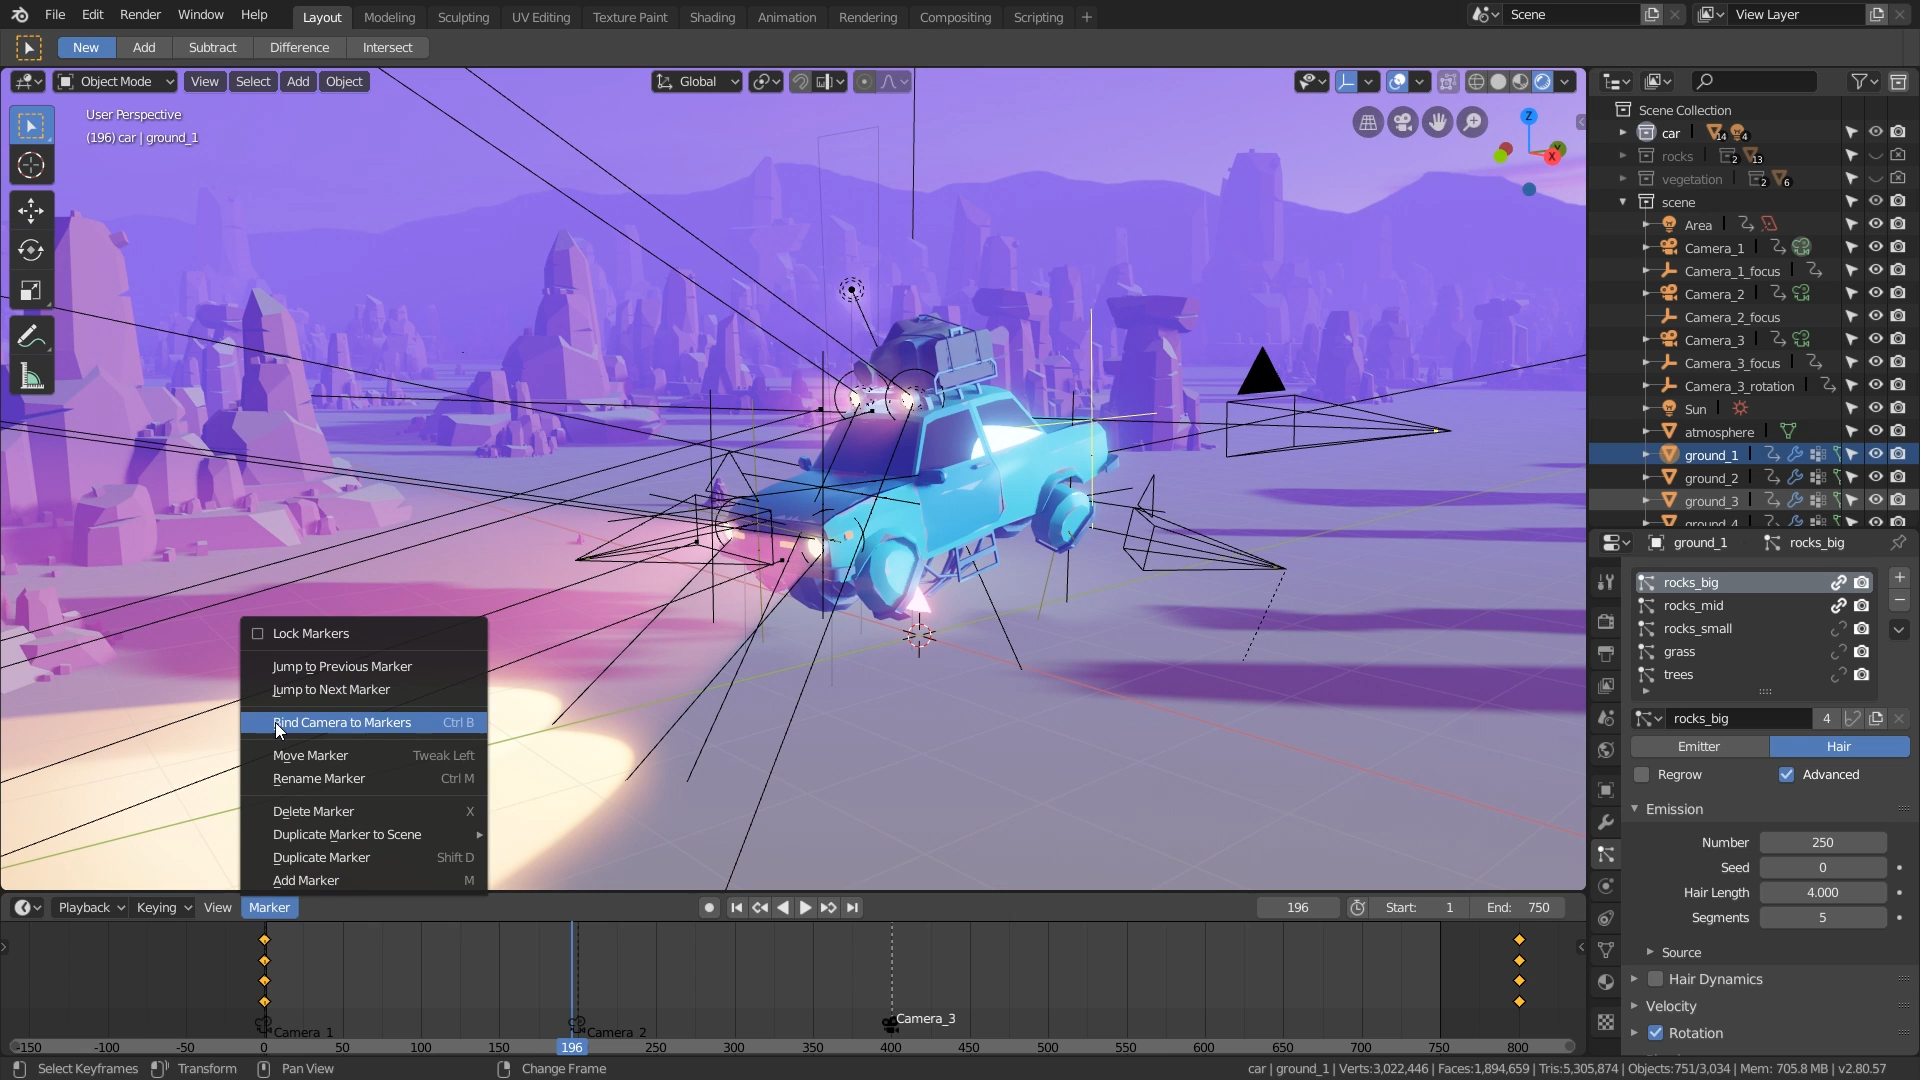 File Edit Render Window Help Layout Modeling Sculpting UV Editing Texture Paint Shading Animation Rendering Compositing Scripting + Scene View Layer
New Add Subtract Difference Intersect
Object Mode View Select Add Object Global
User Perspective
(196) car | ground_1
Z
Y
X
Lock Markers
Jump to Previous Marker
Jump to Next Marker
Bind Camera to Markers Ctrl B
Move Marker Tweak Left
Rename Marker Ctrl M
Delete Marker X
Duplicate Marker to Scene
Duplicate Marker Shift D
Add Marker M
Scene Collection
car 14 4
rocks 2 13
vegetation 2 6
scene
Area
Camera_1
Camera_1_focus
Camera_2
Camera_2_focus
Camera_3
Camera_3_focus
Camera_3_rotation
Sun
atmosphere
ground_1
ground_2
ground_3
ground_4
ground_1 rocks_big
rocks_big
rocks_mid
rocks_small
grass
trees
rocks_big 4
Emitter Hair
Regrow Advanced
Emission
Number 250
Seed 0
Hair Length 4.000
Segments 5
Source
Hair Dynamics
Velocity
Rotation
Playback Keying View Marker 196 Start: 1 End: 750
Camera_1 Camera_2 Camera_3
-150 -100 -50 0 50 100 150 196 250 300 350 400 450 500 550 600 650 700 750 800
Select Keyframes Transform Pan View Change Frame car | ground_1 | Verts:3,022,446 | Faces:1,894,659 | Tris:5,305,874 | Objects:751/3,034 | Mem: 705.8 MB | v2.80.57